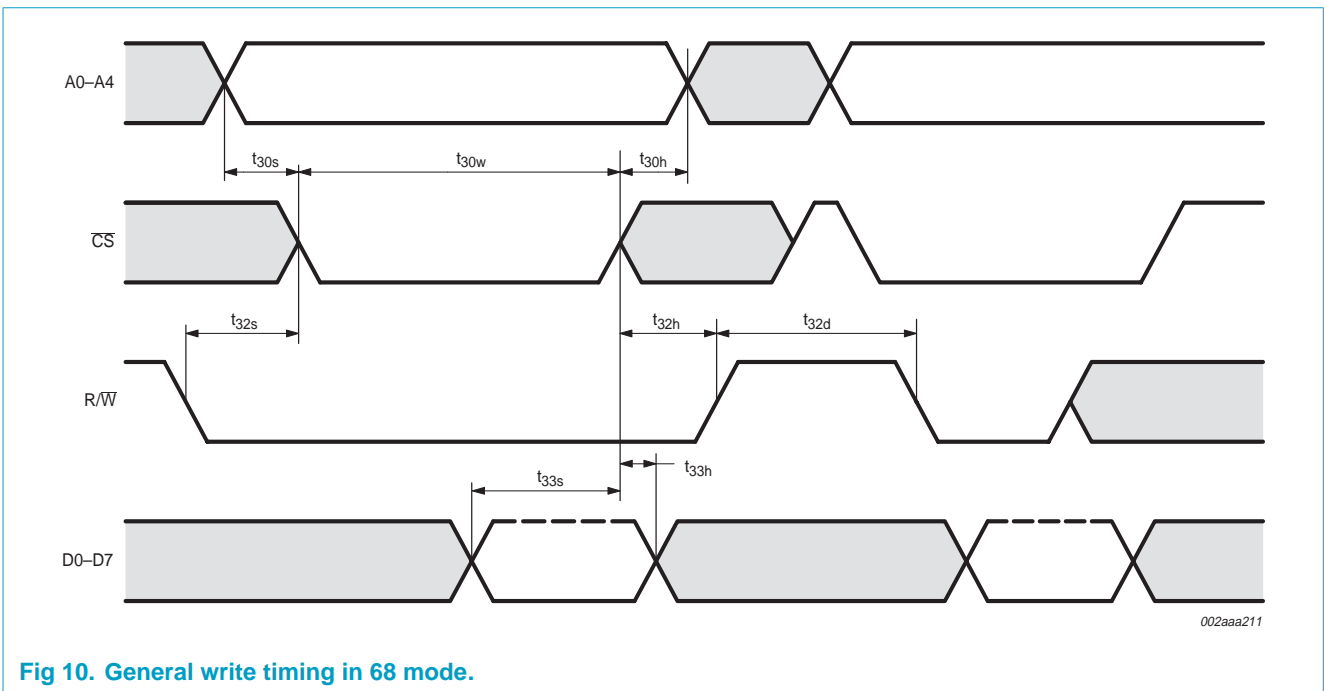 A0–A4
t30s
t30w
t30h
CS
t32s
t32h
t32d
R/W
t33h
t33s
D0–D7
002aaa211
Fig 10. General write timing in 68 mode.